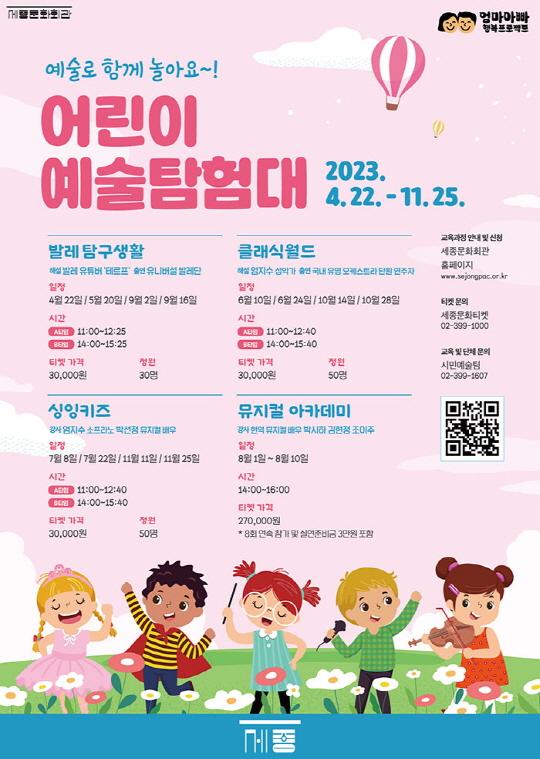 세종문화회관
엄마아빠
행복프로젝트
예술로 함께 놀아요~!
어린이
예술탐험대
2023.
4. 22. - 11. 25.
발레 탐구생활
해설 발레 유튜버 '테르프' 출연 유니버설 발레단
일정
4월 22일 / 5월 20일 / 9월 2일 / 9월 16일
시간
A타임 11:00~12:25
B타임 14:00~15:25
티켓 가격 정원
30,000원 30명
클래식월드
해설 염지수 성악가 출연 국내 유명 오케스트라 단원 연주자
일정
6월 10일 / 6월 24일 / 10월 14일 / 10월 28일
시간
A타임 11:00~12:40
B타임 14:00~15:40
티켓 가격 정원
30,000원 50명
싱잉키즈
강사 염지수 소프라노 박선정 뮤지컬 배우
일정
7월 8일 / 7월 22일 / 11월 11일 / 11월 25일
시간
A타임 11:00~12:40
B타임 14:00~15:40
티켓 가격 정원
30,000원 50명
뮤지컬 아카데미
강사 현역 뮤지컬 배우 박시하 김현정 조미주
일정
8월 1일 ~ 8월 10일
시간
14:00~16:00
티켓 가격
270,000원
* 8회 연속 참가 및 실연준비금 3만원 포함
교육과정 안내 및 신청
세종문화회관
홈페이지
www.sejongpac.or.kr
티켓 문의
세종문화티켓
02-399-1000
교육 및 단체 문의
시민예술팀
02-399-1607
세종